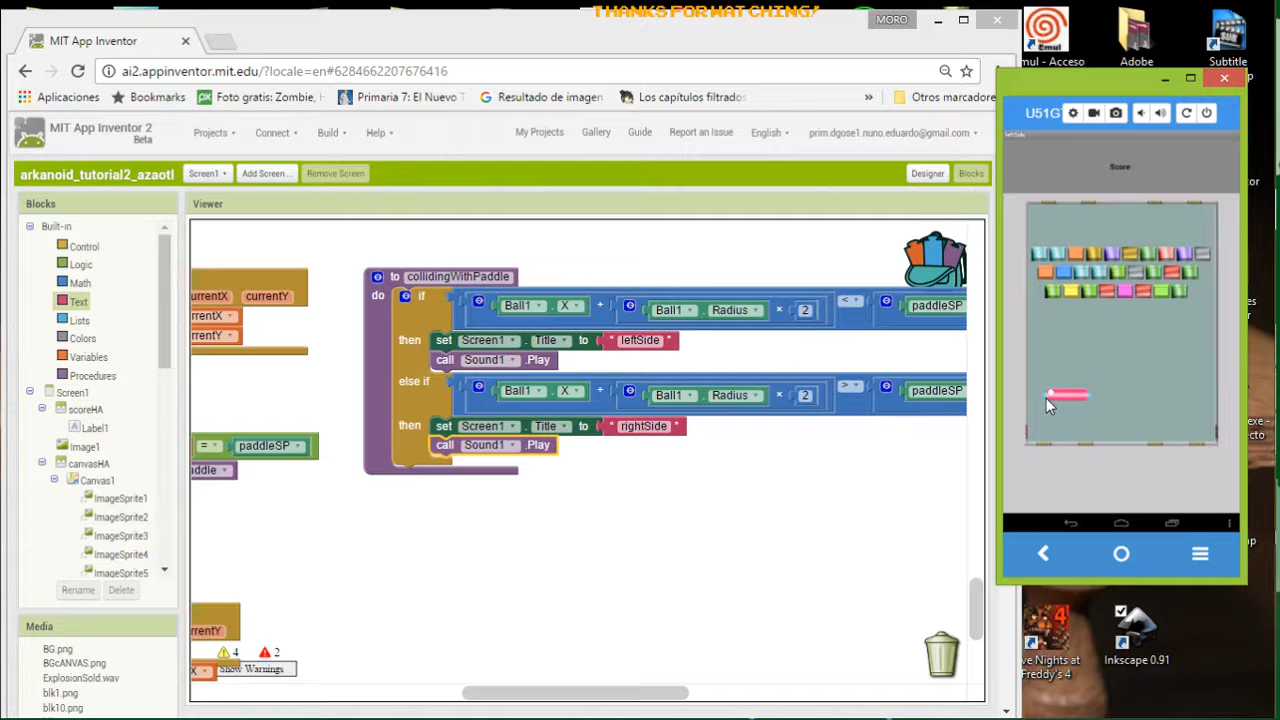 THANKS FOR WATCHING!
MORO
MIT App Inventor
ai2.appinventor.mit.edu/?locale=en#6284662207676416
Aplicaciones
Bookmarks
Foto gratis: Zombie, H
Primaria 7: El Nuevo T
Resultado de imagen
Los capítulos filtrados
»
Otros marcadore
MIT App Inventor 2
Beta
Projects
Connect
Build
Help
My Projects
Gallery
Guide
Report an Issue
English
prim.dgose1.nuno.eduardo@gmail.com
arkanoid_tutorial2_azaotl
Screen1
Add Screen ...
Remove Screen
Designer
Blocks
Blocks
Built-in
Control
Logic
Math
Text
Lists
Colors
Variables
Procedures
Screen1
scoreHA
Label1
Image1
canvasHA
Canvas1
ImageSprite1
ImageSprite2
ImageSprite3
ImageSprite4
ImageSprite5
Rename
Delete
Media
BG.png
BGcANVAS.png
ExplosionSold.wav
blk1.png
blk10.png
Viewer
urrentX
currentY
urrentX
urrentY
= paddleSP
addle
urrentY
X
4
2
Show Warnings
to collidingWithPaddle
do
if
Ball1 . X + Ball1 . Radius × 2 < paddleSP
then
set Screen1 . Title to " leftSide "
call Sound1 .Play
else if
Ball1 . X + Ball1 . Radius × 2 > paddleSP
then
set Screen1 . Title to " rightSide "
call Sound1 .Play
Emul - Acceso
Adobe
Subtitle
U51G
leftSide
Score
ve Nights at
Freddy's 4
Inkscape 0.91